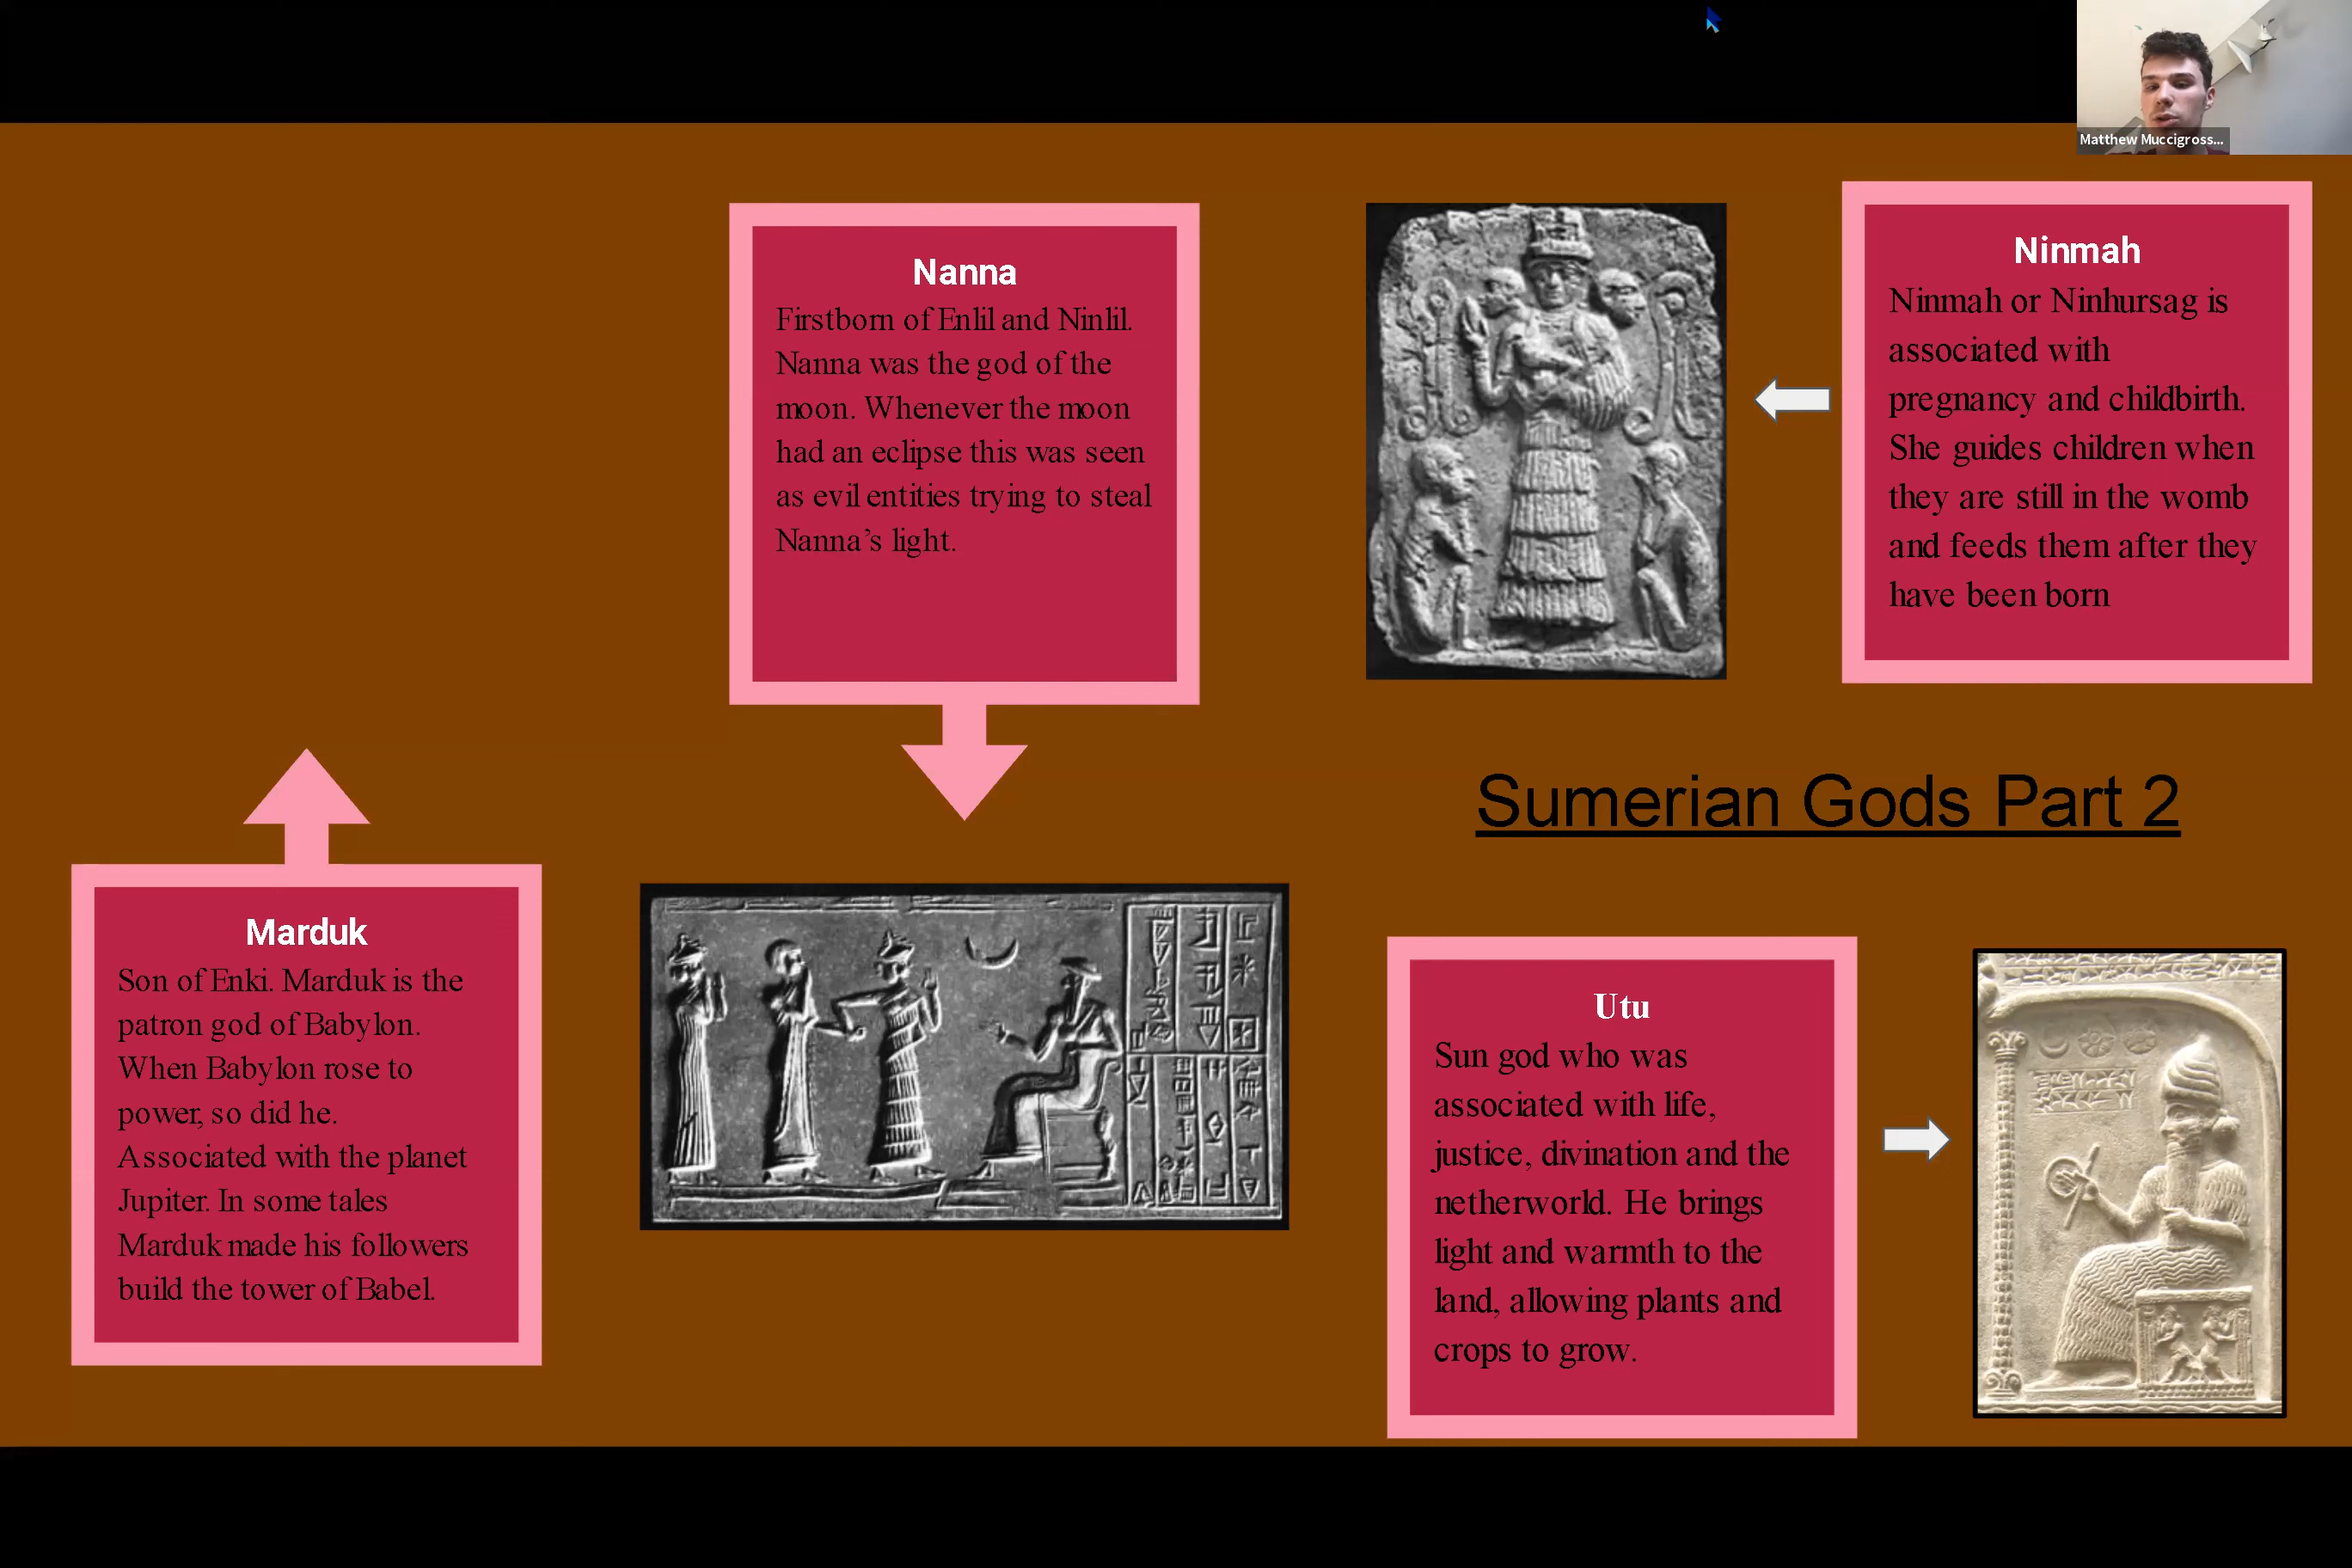 Matthew Muccigross...
Nanna
Firstborn of Enlil and Ninlil.
Nanna was the god of the
moon. Whenever the moon
had an eclipse this was seen
as evil entities trying to steal
Nanna's light.
Ninmah
Ninmah or Ninhursag is
associated with
pregnancy and childbirth.
She guides children when
they are still in the womb
and feeds them after they
have been born
Sumerian Gods Part 2
Marduk
Son of Enki. Marduk is the
patron god of Babylon.
When Babylon rose to
power, so did he.
Associated with the planet
Jupiter. In some tales
Marduk made his followers
build the tower of Babel.
Utu
Sun god who was
associated with life,
justice, divination and the
netherworld. He brings
light and warmth to the
land, allowing plants and
crops to grow.